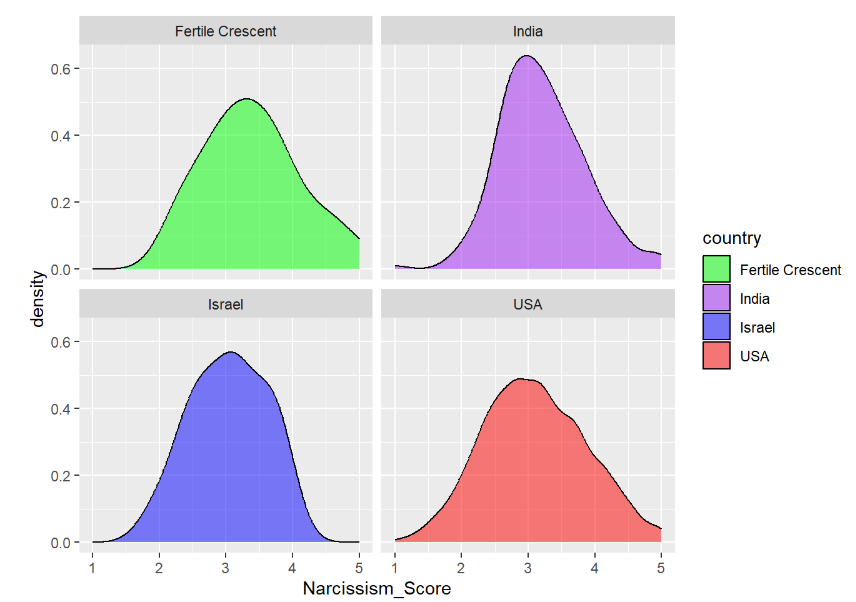 Fertile Crescent
India
0.6
0.4
0.2
0.0
density
Israel
USA
0.6
0.4
0.2
0.0
1 2 3 4 5
1 2 3 4 5
Narcissism_Score
country
Fertile Crescent
India
Israel
USA